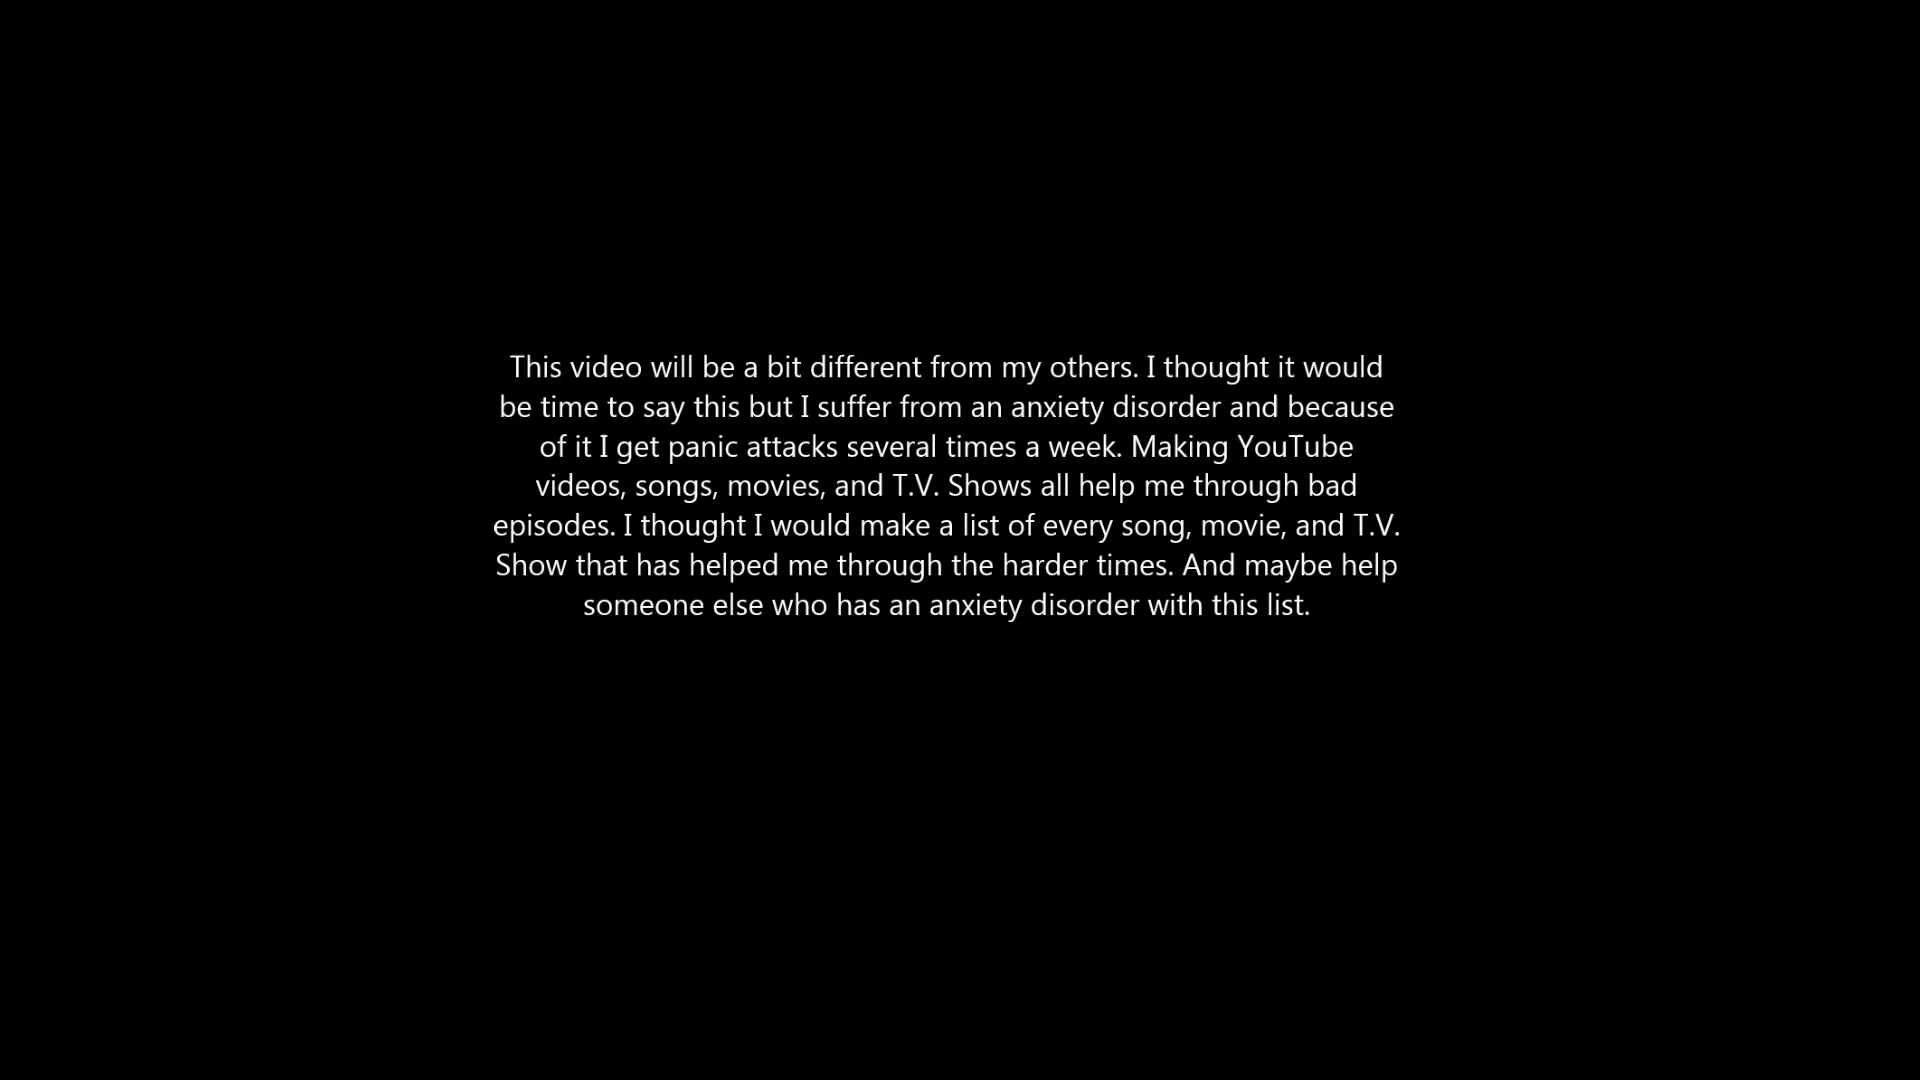 This video will be a bit different from my others. I thought it would
be time to say this but I suffer from an anxiety disorder and because
of it I get panic attacks several times a week. Making YouTube
videos, songs, movies, and T.V. Shows all help me through bad
episodes. I thought I would make a list of every song, movie, and T.V.
Show that has helped me through the harder times. And maybe help
someone else who has an anxiety disorder with this list.